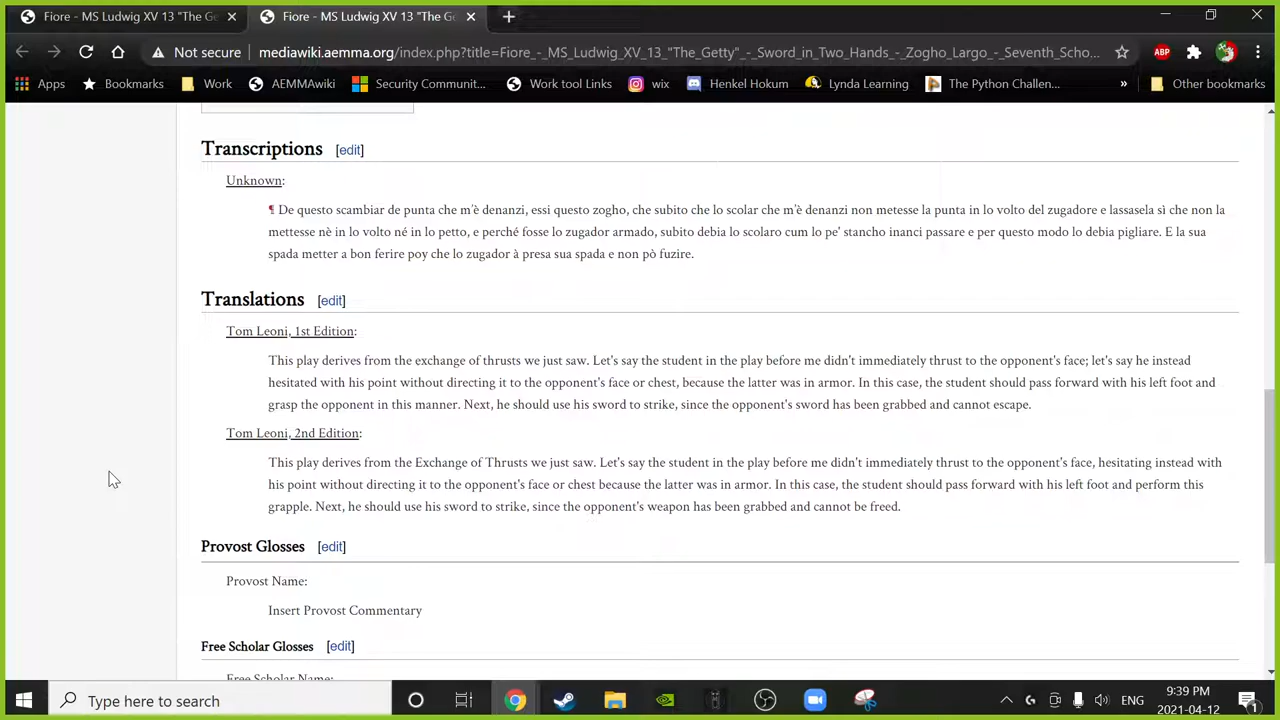 Fiore - MS Ludwig XV 13 "The Ge
Fiore - MS Ludwig XV 13 "The Ge
Not secure
mediawiki.aemma.org/index.php?title=Fiore_-_MS_Ludwig_XV_13_"The_Getty"_-_Sword_in_Two_Hands_-_Zogho_Largo_-_Seventh_Scho...
ABP
Apps
Bookmarks
Work
AEMMAwiki
Security Communit...
Work tool Links
wix
Henkel Hokum
Lynda Learning
The Python Challen...
»
Other bookmarks
Transcriptions [edit]
Unknown:
¶ De questo scambiar de punta che m'è denanzi, essi questo zogho, che subito che lo scolar che m'è denanzi non metesse la punta in lo volto del zugadore e lassasela sì che non la
mettesse nè in lo volto né in lo petto, e perché fosse lo zugador armado, subito debia lo scolaro cum lo pe' stancho inanci passare e per questo modo lo debia pigliare. E la sua
spada metter a bon ferire poy che lo zugador à presa sua spada e non pò fuzire.
Translations [edit]
Tom Leoni, 1st Edition:
This play derives from the exchange of thrusts we just saw. Let's say the student in the play before me didn't immediately thrust to the opponent's face; let's say he instead
hesitated with his point without directing it to the opponent's face or chest, because the latter was in armor. In this case, the student should pass forward with his left foot and
grasp the opponent in this manner. Next, he should use his sword to strike, since the opponent's sword has been grabbed and cannot escape.
Tom Leoni, 2nd Edition:
This play derives from the Exchange of Thrusts we just saw. Let's say the student in the play before me didn't immediately thrust to the opponent's face, hesitating instead with
his point without directing it to the opponent's face or chest because the latter was in armor. In this case, the student should pass forward with his left foot and perform this
grapple. Next, he should use his sword to strike, since the opponent's weapon has been grabbed and cannot be freed.
Provost Glosses [edit]
Provost Name:
Insert Provost Commentary
Free Scholar Glosses [edit]
Free Scholar Name:
Type here to search
ENG
9:39 PM
2021-04-12
1